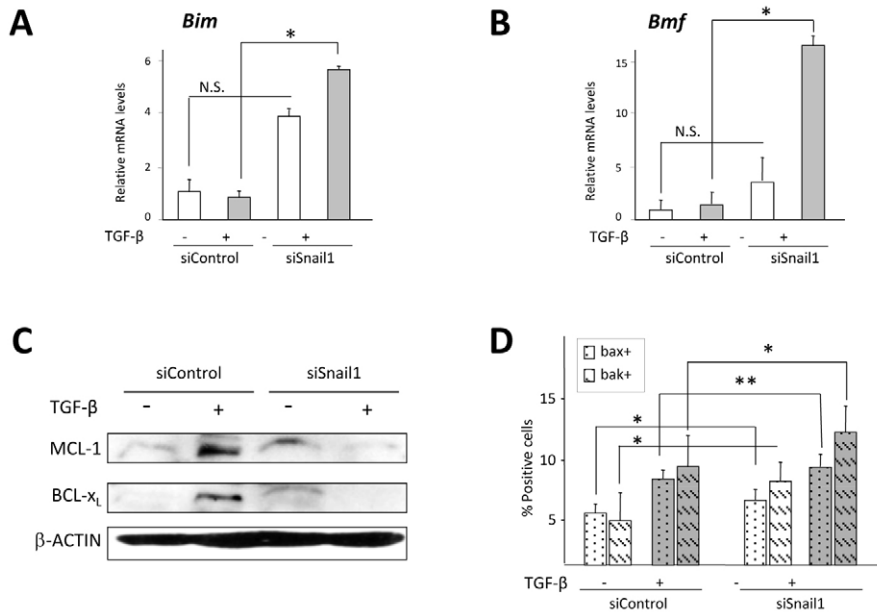 A
Bim
*
6
N.S.
4
2
0
Relative mRNA levels
TGF-β - + - +
siControl siSnail1
B
Bmf
*
15
10
N.S.
5
0
Relative mRNA levels
TGF-β - + - +
siControl siSnail1
C
siControl siSnail1
TGF-β - + - +
MCL-1
BCL-xL
β-ACTIN
D
bax+
bak+
*
**
*
*
15
10
5
% Positive cells
TGF-β - + - +
siControl siSnail1